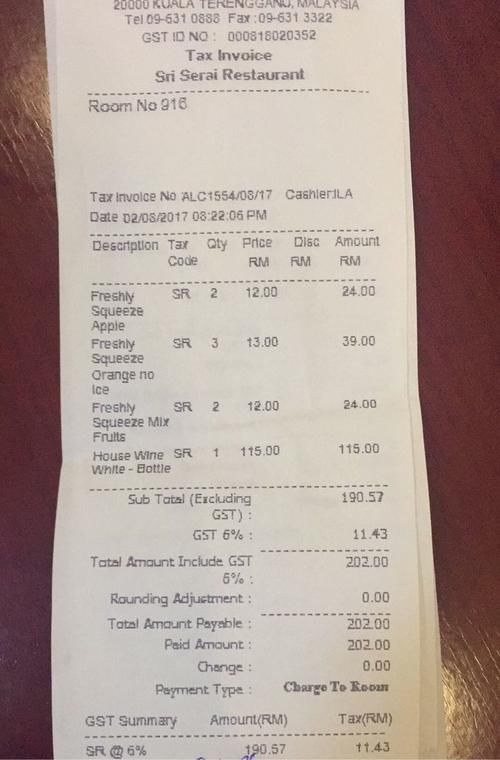 20000 KUALA TERENGGANU, MALAYSIA
Tel 09-631 0888 Fax :09-631 3322
GST ID NO : 000818020352
Tax Invoice
Sri Serai Restaurant
Room No 916
Tax Invoice No ALC1554/08/17 Cashier:ILA
Date 02/08/2017 08:22:06 PM
Description Tax Qty Price Disc Amount
Code RM RM RM
Freshly SR 2 12.00 24.00
Squeeze
Apple
Freshly SR 3 13.00 39.00
Squeeze
Orange no
Ice
Freshly SR 2 12.00 24.00
Squeeze Mix
Fruits
House Wine SR 1 115.00 115.00
White - Bottle
Sub Total (Excluding 190.57
GST) :
GST 6% : 11.43
Total Amount Include GST 202.00
6% :
Rounding Adjustment : 0.00
Total Amount Payable : 202.00
Paid Amount : 202.00
Change : 0.00
Payment Type : Charge To Room
GST Summary Amount(RM) Tax(RM)
SR @ 6% 190.57 11.43